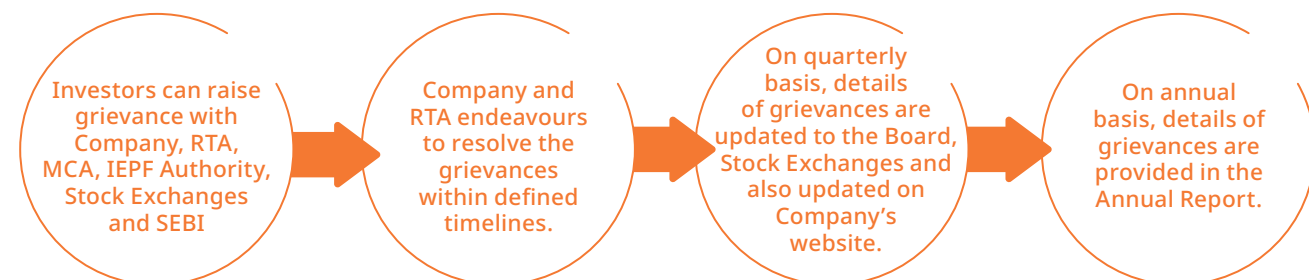 Investors can raise
grievance with
Company, RTA,
MCA, IEPF Authority,
Stock Exchanges
and SEBI
Company and
RTA endeavours
to resolve the
grievances
within defined
timelines.
On quarterly
basis, details
of grievances are
updated to the Board,
Stock Exchanges and
also updated on
Company’s
website.
On annual
basis, details of
grievances are
provided in the
Annual Report.